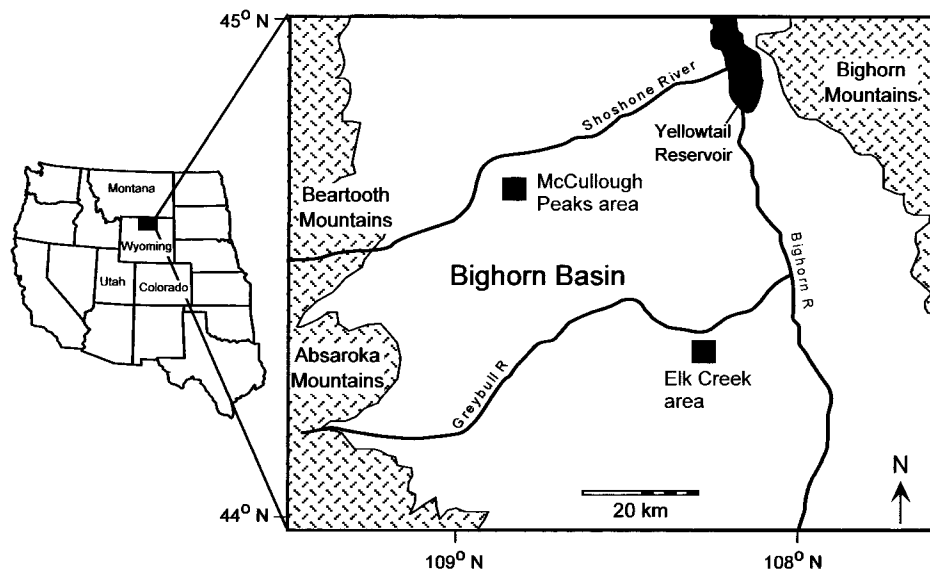 45° N
Montana
Wyoming
Utah
Colorado
Beartooth
Mountains
Absaroka
Mountains
Shoshone River
Yellowtail
Reservoir
Bighorn
Mountains
McCullough
Peaks area
Bighorn Basin
Bighorn R
Greybull R
Elk Creek
area
20 km
N
44° N
109° N
108° N